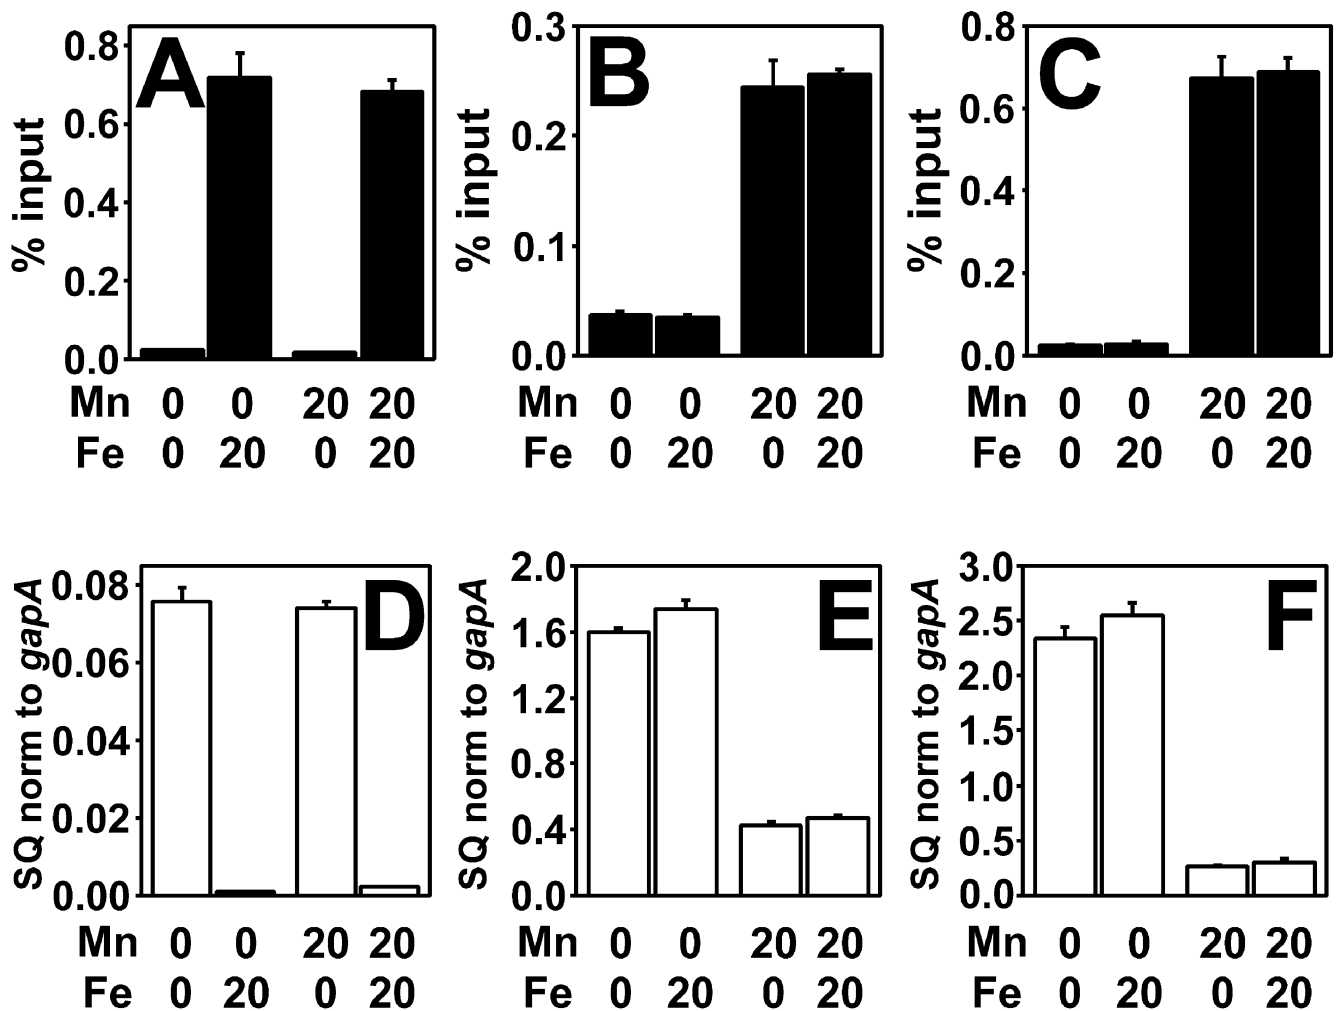 A
% input
0.8
0.6
0.4
0.2
0.0
Mn 0 0 20 20
Fe 0 20 0 20
B
% input
0.3
0.2
0.1
0.0
Mn 0 0 20 20
Fe 0 20 0 20
C
% input
0.8
0.6
0.4
0.2
0.0
Mn 0 0 20 20
Fe 0 20 0 20
D
SQ norm to gapA
0.08
0.06
0.04
0.02
0.00
Mn 0 0 20 20
Fe 0 20 0 20
E
SQ norm to gapA
2.0
1.6
1.2
0.8
0.4
0.0
Mn 0 0 20 20
Fe 0 20 0 20
F
SQ norm to gapA
3.0
2.5
2.0
1.5
1.0
0.5
0.0
Mn 0 0 20 20
Fe 0 20 0 20